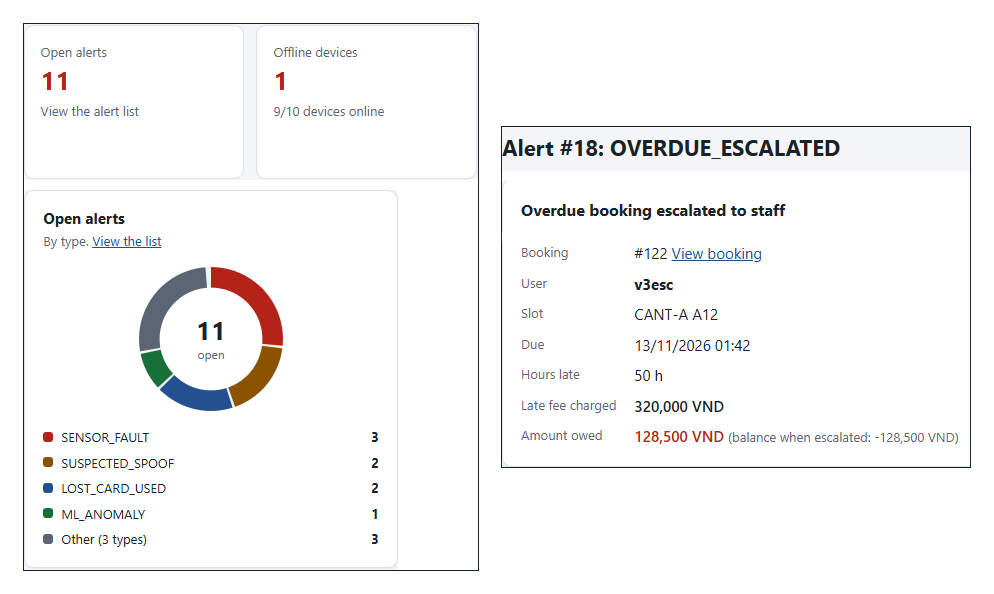 Open alerts
11
View the alert list
Offline devices
1
9/10 devices online
Open alerts
By type. View the list
11
open
SENSOR_FAULT 3
SUSPECTED_SPOOF 2
LOST_CARD_USED 2
ML_ANOMALY 1
Other (3 types) 3
Alert #18: OVERDUE_ESCALATED
Overdue booking escalated to staff
Booking #122 View booking
User v3esc
Slot CANT-A A12
Due 13/11/2026 01:42
Hours late 50 h
Late fee charged 320,000 VND
Amount owed 128,500 VND (balance when escalated: -128,500 VND)